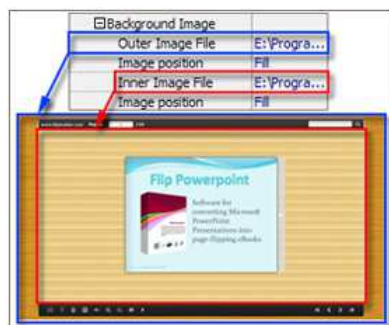 Background Image
Outer Image File E:\Progra...
Image position Fill
Inner Image File E:\Progra...
Image position Fill
Flip Powerpoint
Software for
converting Microsoft
PowerPoint
Presentations into
page-flipping eBooks